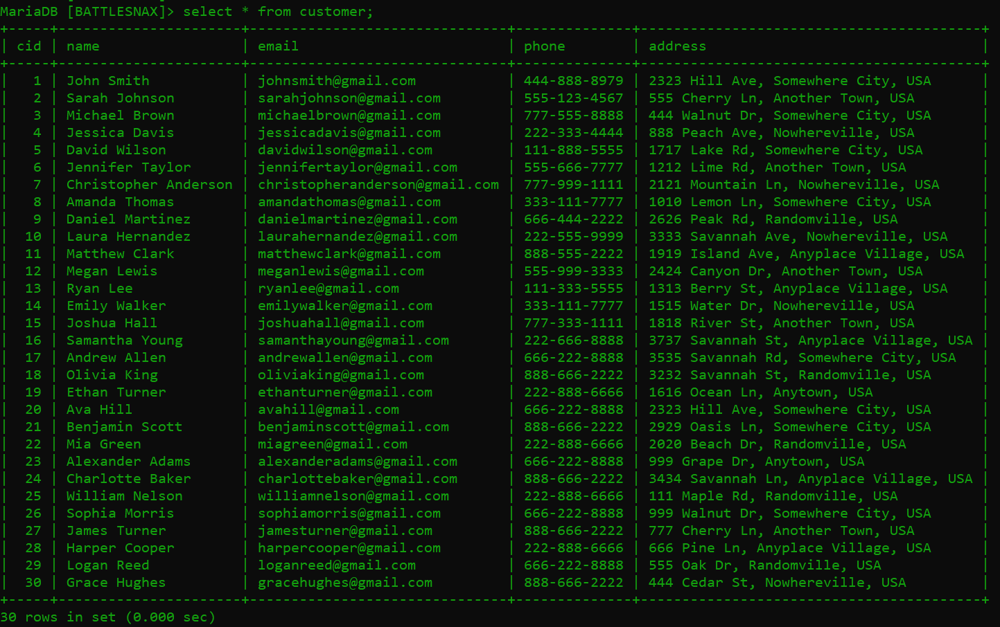 MariaDB [BATTLESNAX]> select * from customer;
+-----+----------------------+-------------------------------+--------------+-----------------------------------------+
| cid | name                 | email                         | phone        | address                                 |
+-----+----------------------+-------------------------------+--------------+-----------------------------------------+
|   1 | John Smith           | johnsmith@gmail.com           | 444-888-8979 | 2323 Hill Ave, Somewhere City, USA      |
|   2 | Sarah Johnson        | sarahjohnson@gmail.com        | 555-123-4567 | 555 Cherry Ln, Another Town, USA        |
|   3 | Michael Brown        | michaelbrown@gmail.com        | 777-555-8888 | 444 Walnut Dr, Somewhere City, USA      |
|   4 | Jessica Davis        | jessicadavis@gmail.com        | 222-333-4444 | 888 Peach Ave, Nowhereville, USA        |
|   5 | David Wilson         | davidwilson@gmail.com         | 111-888-5555 | 1717 Lake Rd, Somewhere City, USA       |
|   6 | Jennifer Taylor      | jennifertaylor@gmail.com      | 555-666-7777 | 1212 Lime Rd, Another Town, USA         |
|   7 | Christopher Anderson | christopheranderson@gmail.com | 777-999-1111 | 2121 Mountain Ln, Nowhereville, USA     |
|   8 | Amanda Thomas        | amandathomas@gmail.com        | 333-111-7777 | 1010 Lemon Ln, Somewhere City, USA      |
|   9 | Daniel Martinez      | danielmartinez@gmail.com      | 666-444-2222 | 2626 Peak Rd, Randomville, USA          |
|  10 | Laura Hernandez      | laurahernandez@gmail.com      | 222-555-9999 | 3333 Savannah Ave, Nowhereville, USA    |
|  11 | Matthew Clark        | matthewclark@gmail.com        | 888-555-2222 | 1919 Island Ave, Anyplace Village, USA  |
|  12 | Megan Lewis          | meganlewis@gmail.com          | 555-999-3333 | 2424 Canyon Dr, Another Town, USA       |
|  13 | Ryan Lee             | ryanlee@gmail.com             | 111-333-5555 | 1313 Berry St, Anyplace Village, USA    |
|  14 | Emily Walker         | emilywalker@gmail.com         | 333-111-7777 | 1515 Water Dr, Nowhereville, USA        |
|  15 | Joshua Hall          | joshuahall@gmail.com          | 777-333-1111 | 1818 River St, Another Town, USA        |
|  16 | Samantha Young       | samanthayoung@gmail.com       | 222-666-8888 | 3737 Savannah St, Anyplace Village, USA |
|  17 | Andrew Allen         | andrewallen@gmail.com         | 666-222-8888 | 3535 Savannah Rd, Somewhere City, USA   |
|  18 | Olivia King          | oliviaking@gmail.com          | 888-666-2222 | 3232 Savannah St, Randomville, USA      |
|  19 | Ethan Turner         | ethanturner@gmail.com         | 222-888-6666 | 1616 Ocean Ln, Anytown, USA             |
|  20 | Ava Hill             | avahill@gmail.com             | 666-222-8888 | 2323 Hill Ave, Somewhere City, USA      |
|  21 | Benjamin Scott       | benjaminscott@gmail.com       | 888-666-2222 | 2929 Oasis Ln, Somewhere City, USA      |
|  22 | Mia Green            | miagreen@gmail.com            | 222-888-6666 | 2020 Beach Dr, Randomville, USA         |
|  23 | Alexander Adams      | alexanderadams@gmail.com      | 666-222-8888 | 999 Grape Dr, Anytown, USA              |
|  24 | Charlotte Baker      | charlottebaker@gmail.com      | 888-666-2222 | 3434 Savannah Ln, Anyplace Village, USA |
|  25 | William Nelson       | williamnelson@gmail.com       | 222-888-6666 | 111 Maple Rd, Randomville, USA          |
|  26 | Sophia Morris        | sophiamorris@gmail.com        | 666-222-8888 | 999 Walnut Dr, Somewhere City, USA      |
|  27 | James Turner         | jamesturner@gmail.com         | 888-666-2222 | 777 Cherry Ln, Another Town, USA        |
|  28 | Harper Cooper        | harpercooper@gmail.com        | 222-888-6666 | 666 Pine Ln, Anyplace Village, USA      |
|  29 | Logan Reed           | loganreed@gmail.com           | 666-222-8888 | 555 Oak Dr, Randomville, USA            |
|  30 | Grace Hughes         | gracehughes@gmail.com         | 888-666-2222 | 444 Cedar St, Nowhereville, USA         |
+-----+----------------------+-------------------------------+--------------+-----------------------------------------+
30 rows in set (0.000 sec)